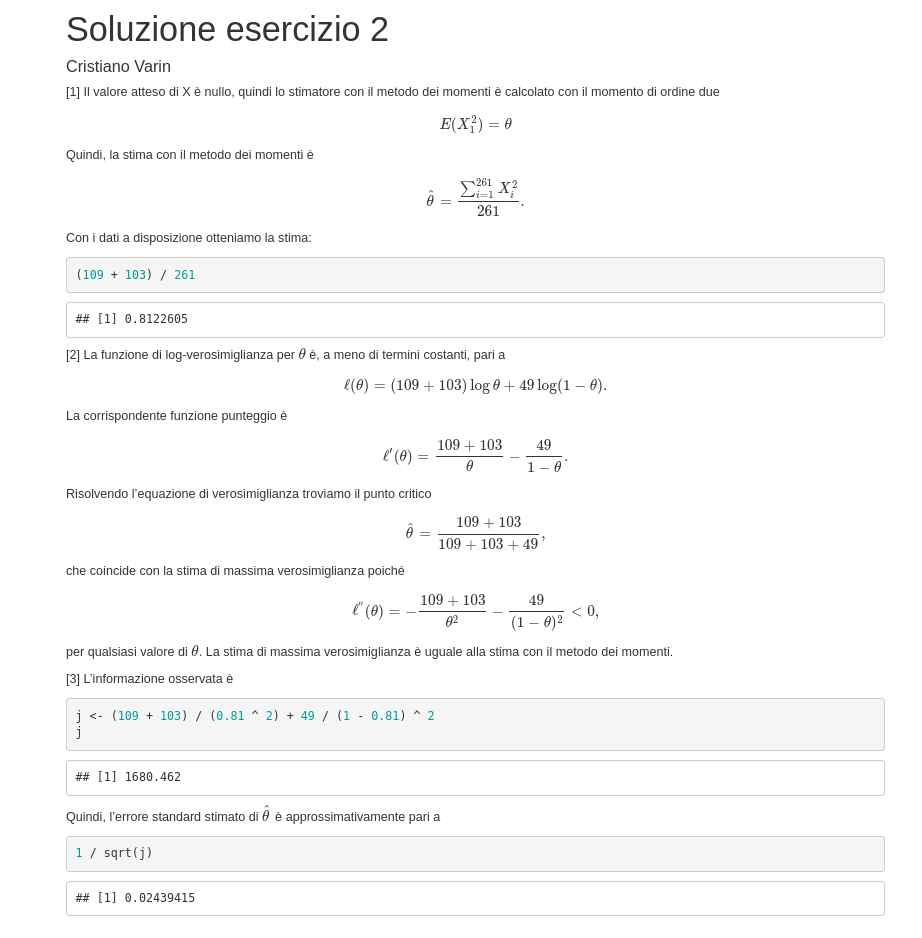 Soluzione esercizio 2
Cristiano Varin
[1] Il valore atteso di X è nullo, quindi lo stimatore con il metodo dei momenti è calcolato con il momento di ordine due
$E(X_1^2) = \theta$
Quindi, la stima con il metodo dei momenti è
$\hat{\theta} = \frac{\sum_{i=1}^{261} X_i^2}{261}.$
Con i dati a disposizione otteniamo la stima:
(109 + 103) / 261
## [1] 0.8122605
[2] La funzione di log-verosimiglianza per $\theta$ è, a meno di termini costanti, pari a
$\ell(\theta) = (109 + 103) \log \theta + 49 \log(1 - \theta).$
La corrispondente funzione punteggio è
$\ell'(\theta) = \frac{109 + 103}{\theta} - \frac{49}{1 - \theta}.$
Risolvendo l'equazione di verosimiglianza troviamo il punto critico
$\hat{\theta} = \frac{109 + 103}{109 + 103 + 49},$
che coincide con la stima di massima verosimiglianza poiché
$\ell''(\theta) = -\frac{109 + 103}{\theta^2} - \frac{49}{(1 - \theta)^2} < 0,$
per qualsiasi valore di $\theta$. La stima di massima verosimiglianza è uguale alla stima con il metodo dei momenti.
[3] L'informazione osservata è
j <- (109 + 103) / (0.81 ^ 2) + 49 / (1 - 0.81) ^ 2
j
## [1] 1680.462
Quindi, l'errore standard stimato di $\hat{\theta}$ è approssimativamente pari a
1 / sqrt(j)
## [1] 0.02439415